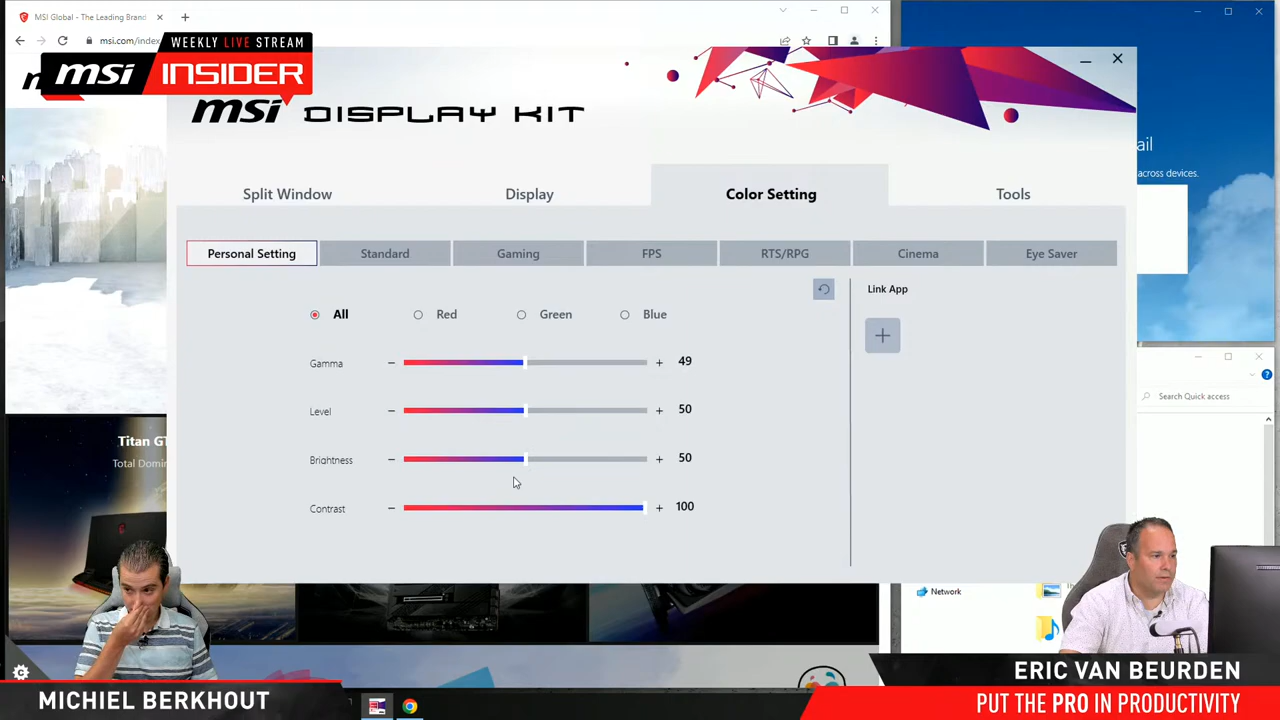 MSI Global - The Leading Brand
msi.com/index
WEEKLY LIVE STREAM
msi INSIDER
msi DISPLAY KIT
ail
across devices.
Split Window
Display
Color Setting
Tools
Personal Setting
Standard
Gaming
FPS
RTS/RPG
Cinema
Eye Saver
Link App
All
Red
Green
Blue
Gamma
49
Level
50
Brightness
50
Contrast
100
Search Quick access
Titan GT
Total Domin
Network
MICHIEL BERKHOUT
ERIC VAN BEURDEN
PUT THE PRO IN PRODUCTIVITY